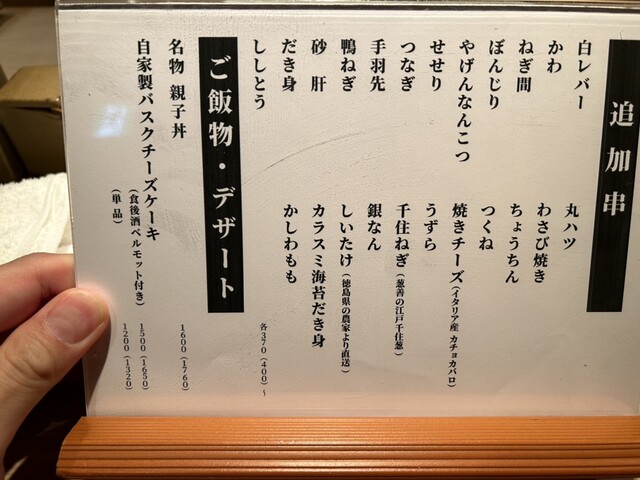 追加串
白レバー
かわ
ねぎ間
ぼんじり
やげんなんこつ
せせり
つなぎ
手羽先
鴨ねぎ
砂肝
だき身
ししとう
丸ハツ
わさび焼き
ちょうちん
つくね
焼きチーズ(イタリア産 カチョカバロ)
うずら
千住ねぎ(葱善の江戸千住葱)
銀なん
しいたけ(徳島県の農家より直送)
カラスミ海苔だき身
かしわもも
各370(400)~
ご飯物・デザート
名物 親子丼
1600(1760)
自家製バスクチーズケーキ
(食後酒ベルモット付き)
1500(1650)
(単品)
1200(1320)